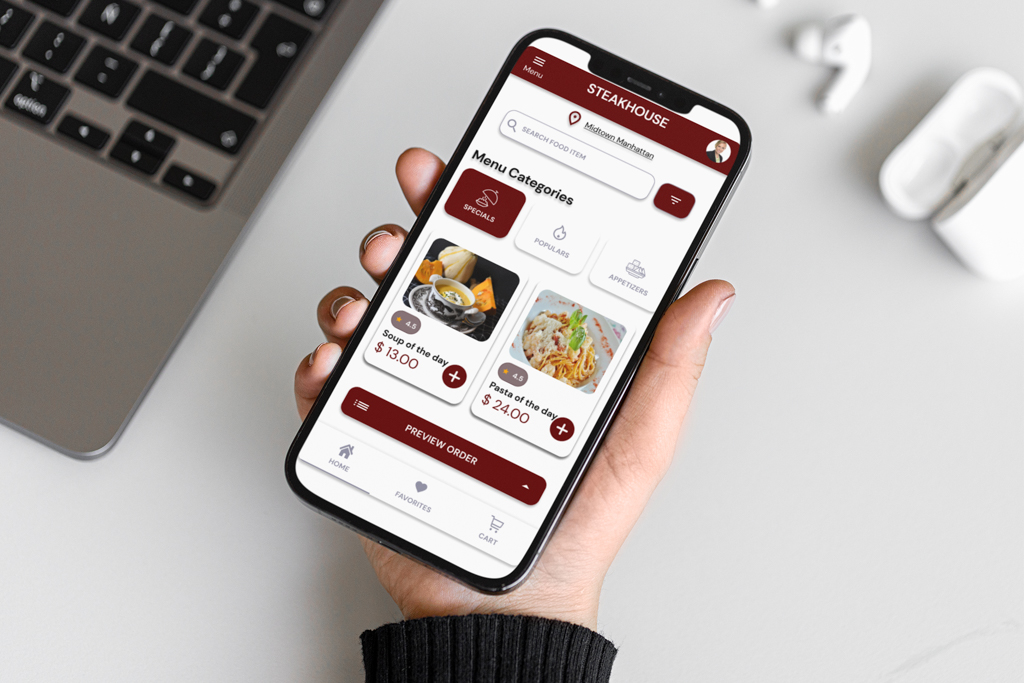 option
Menu
STEAKHOUSE
Midtown Manhattan
SEARCH FOOD ITEM
Menu Categories
SPECIALS
POPULARS
APPETIZERS
4.5
Soup of the day
$ 13.00
4.5
Pasta of the day
$ 24.00
PREVIEW ORDER
HOME
FAVORITES
CART